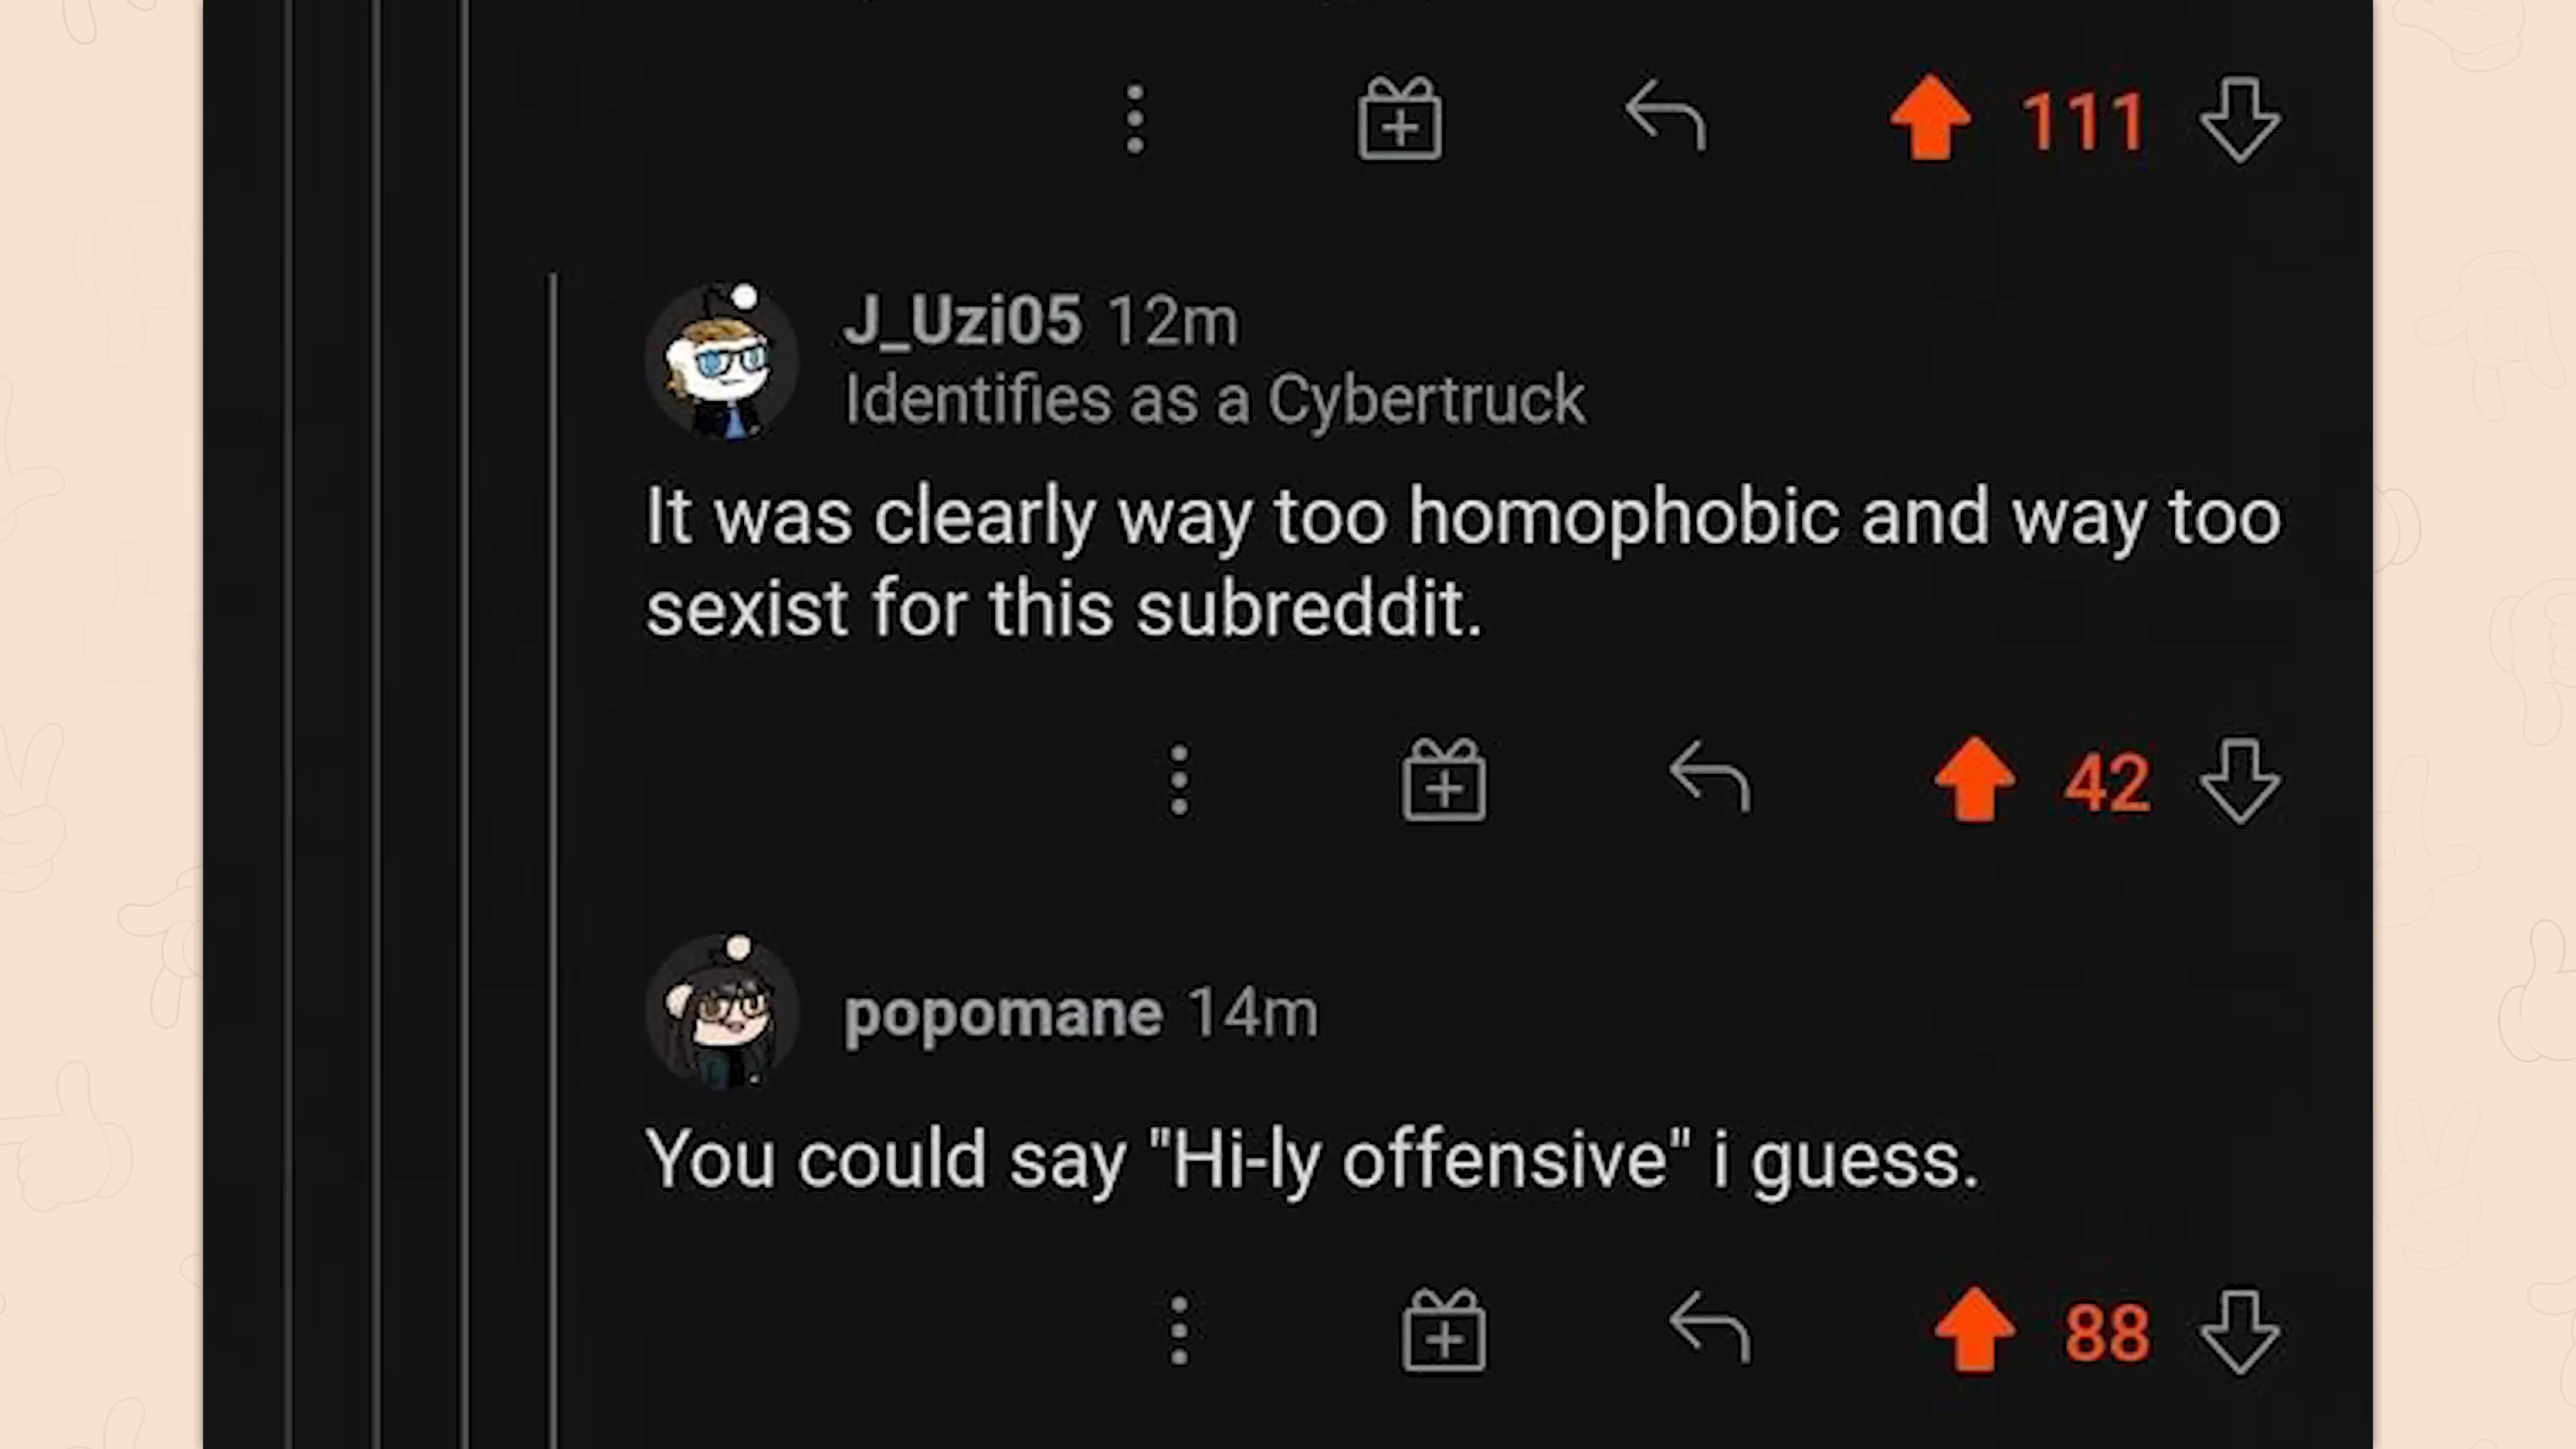 111
J_Uzi05 12m
Identifies as a Cybertruck
It was clearly way too homophobic and way too
sexist for this subreddit.
42
popomane 14m
You could say "Hi-ly offensive" i guess.
88